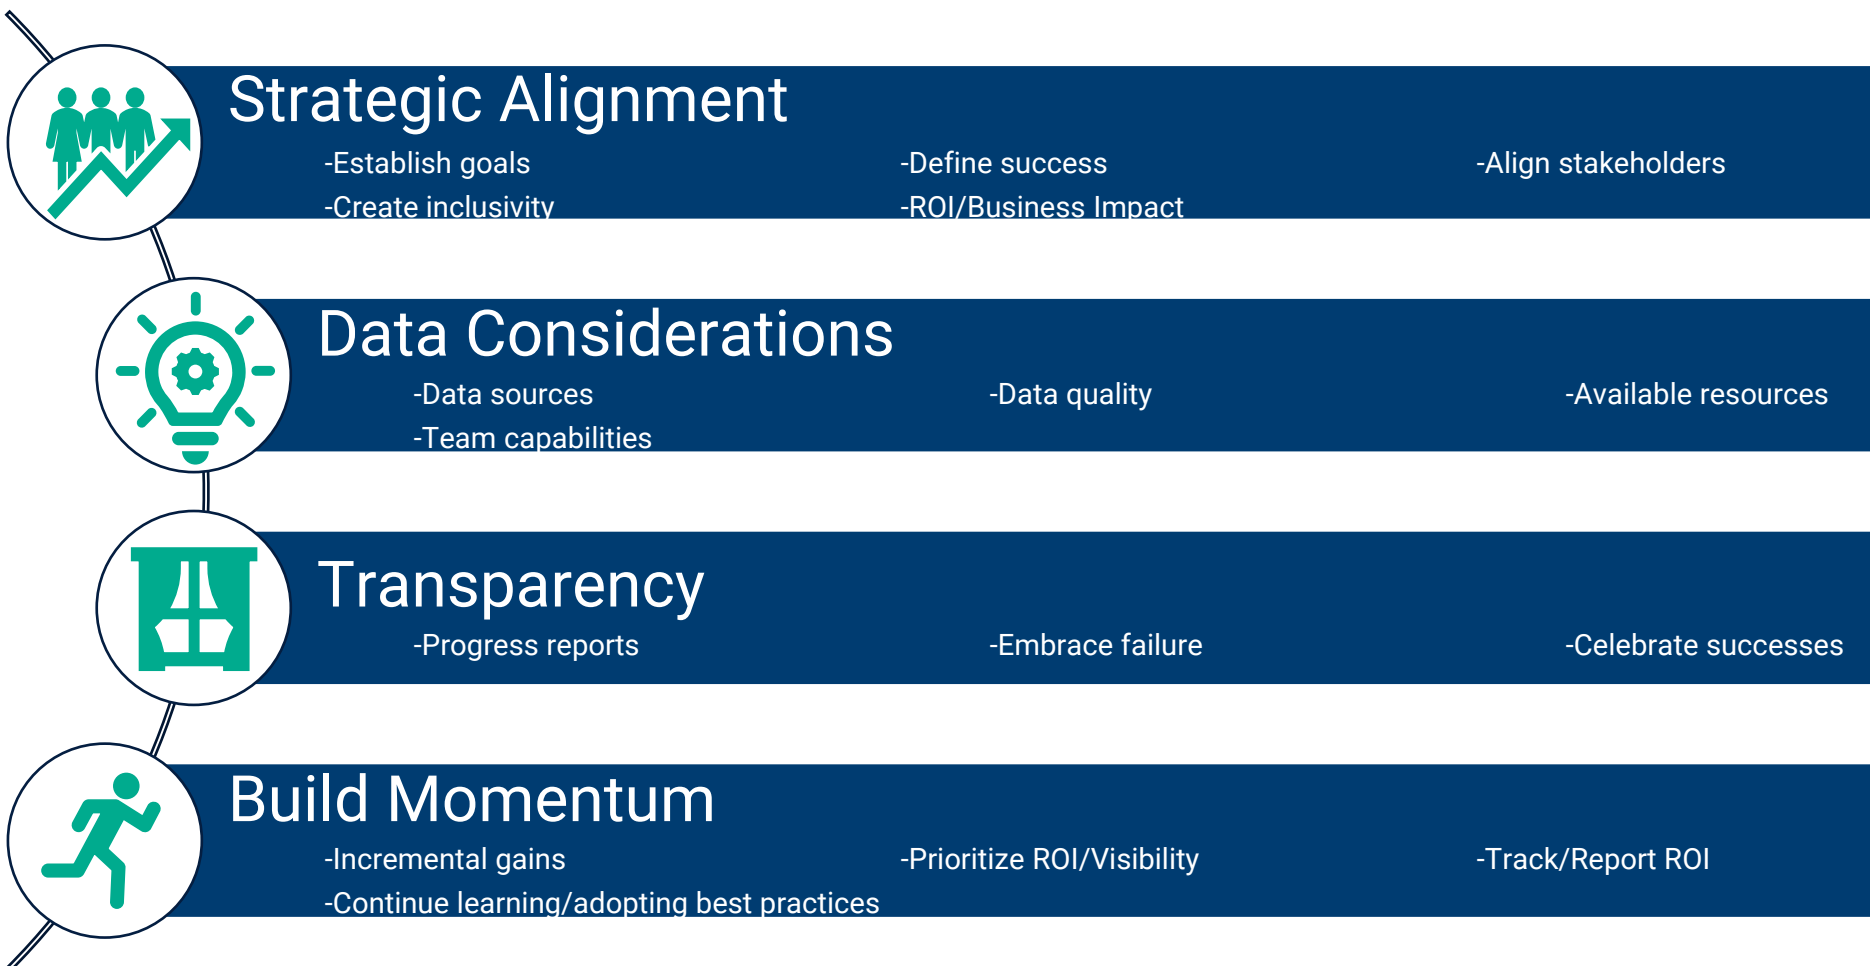 Strategic Alignment
-Establish goals -Define success -Align stakeholders
-Create inclusivity -ROI/Business Impact
Data Considerations
-Data sources -Data quality -Available resources
-Team capabilities
Transparency
-Progress reports -Embrace failure -Celebrate successes
Build Momentum
-Incremental gains -Prioritize ROI/Visibility -Track/Report ROI
-Continue learning/adopting best practices